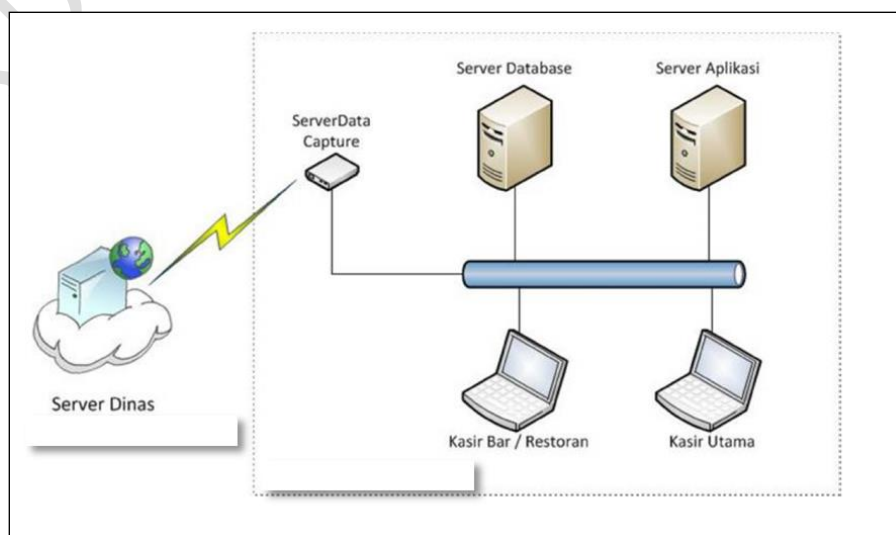 Server Database
Server Aplikasi
ServerData
Capture
Server Dinas
Kasir Bar / Restoran
Kasir Utama